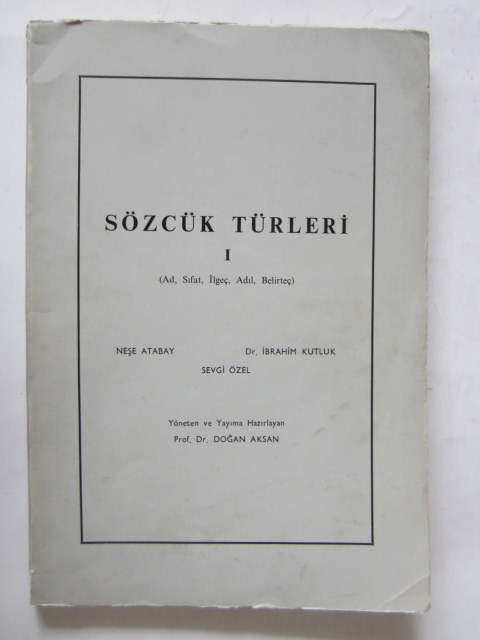 SÖZCÜK TÜRLERİ
I
(Ad, Sıfat, İlgeç, Adıl, Belirteç)
NEŞE ATABAY Dr. İBRAHİM KUTLUK
SEVGİ ÖZEL
Yöneten ve Yayıma Hazırlayan
Prof. Dr. DOĞAN AKSAN